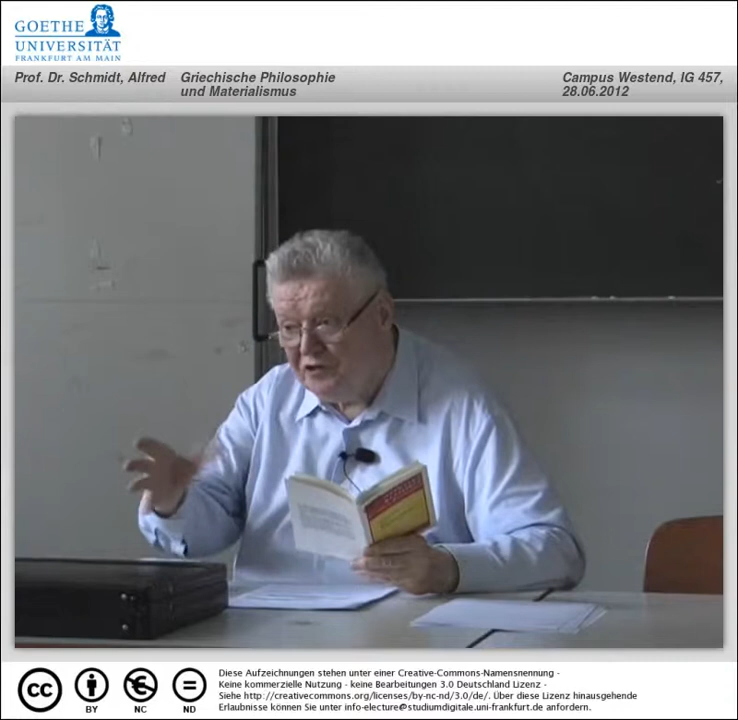 GOETHE
UNIVERSITÄT
FRANKFURT AM MAIN
Prof. Dr. Schmidt, Alfred
Griechische Philosophie
und Materialismus
Campus Westend, IG 457,
28.06.2012
cc
BY
NC
ND
Diese Aufzeichnungen stehen unter einer Creative-Commons-Namensnennung -
Keine kommerzielle Nutzung - keine Bearbeitungen 3.0 Deutschland Lizenz -
Siehe http://creativecommons.org/licenses/by-nc-nd/3.0/de/. Über diese Lizenz hinausgehende
Erlaubnisse können Sie unter info-electure@studiumdigitale.uni-frankfurt.de anfordern.